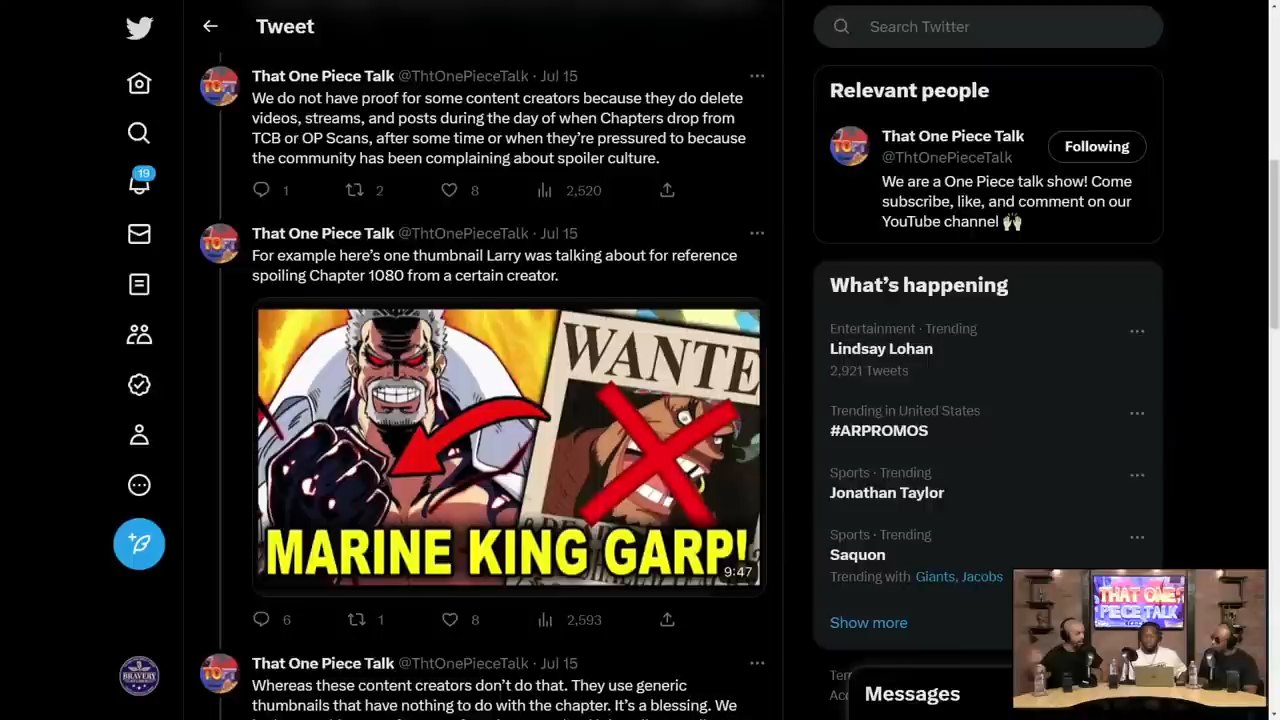 Tweet
That One Piece Talk @ThtOnePieceTalk · Jul 15
We do not have proof for some content creators because they do delete
videos, streams, and posts during the day of when Chapters drop from
TCB or OP Scans, after some time or when they're pressured to because
the community has been complaining about spoiler culture.
1 2 8 2,520
19
That One Piece Talk @ThtOnePieceTalk · Jul 15
For example here's one thumbnail Larry was talking about for reference
spoiling Chapter 1080 from a certain creator.
WANTE
MARINE KING GARP!
9:47
6 1 8 2,593
That One Piece Talk @ThtOnePieceTalk · Jul 15
Whereas these content creators don't do that. They use generic
thumbnails that have nothing to do with the chapter. It's a blessing. We
Search Twitter
Relevant people
That One Piece Talk
@ThtOnePieceTalk
Following
We are a One Piece talk show! Come
subscribe, like, and comment on our
YouTube channel 🙌
What's happening
Entertainment · Trending
Lindsay Lohan
2,921 Tweets
Trending in United States
#ARPROMOS
Sports · Trending
Jonathan Taylor
Sports · Trending
Saquon
Trending with Giants, Jacobs
Show more
Messages
THAT ONE
PIECE TALK
TOPT
TOPT
TOPT
TOPT
BRAVERY